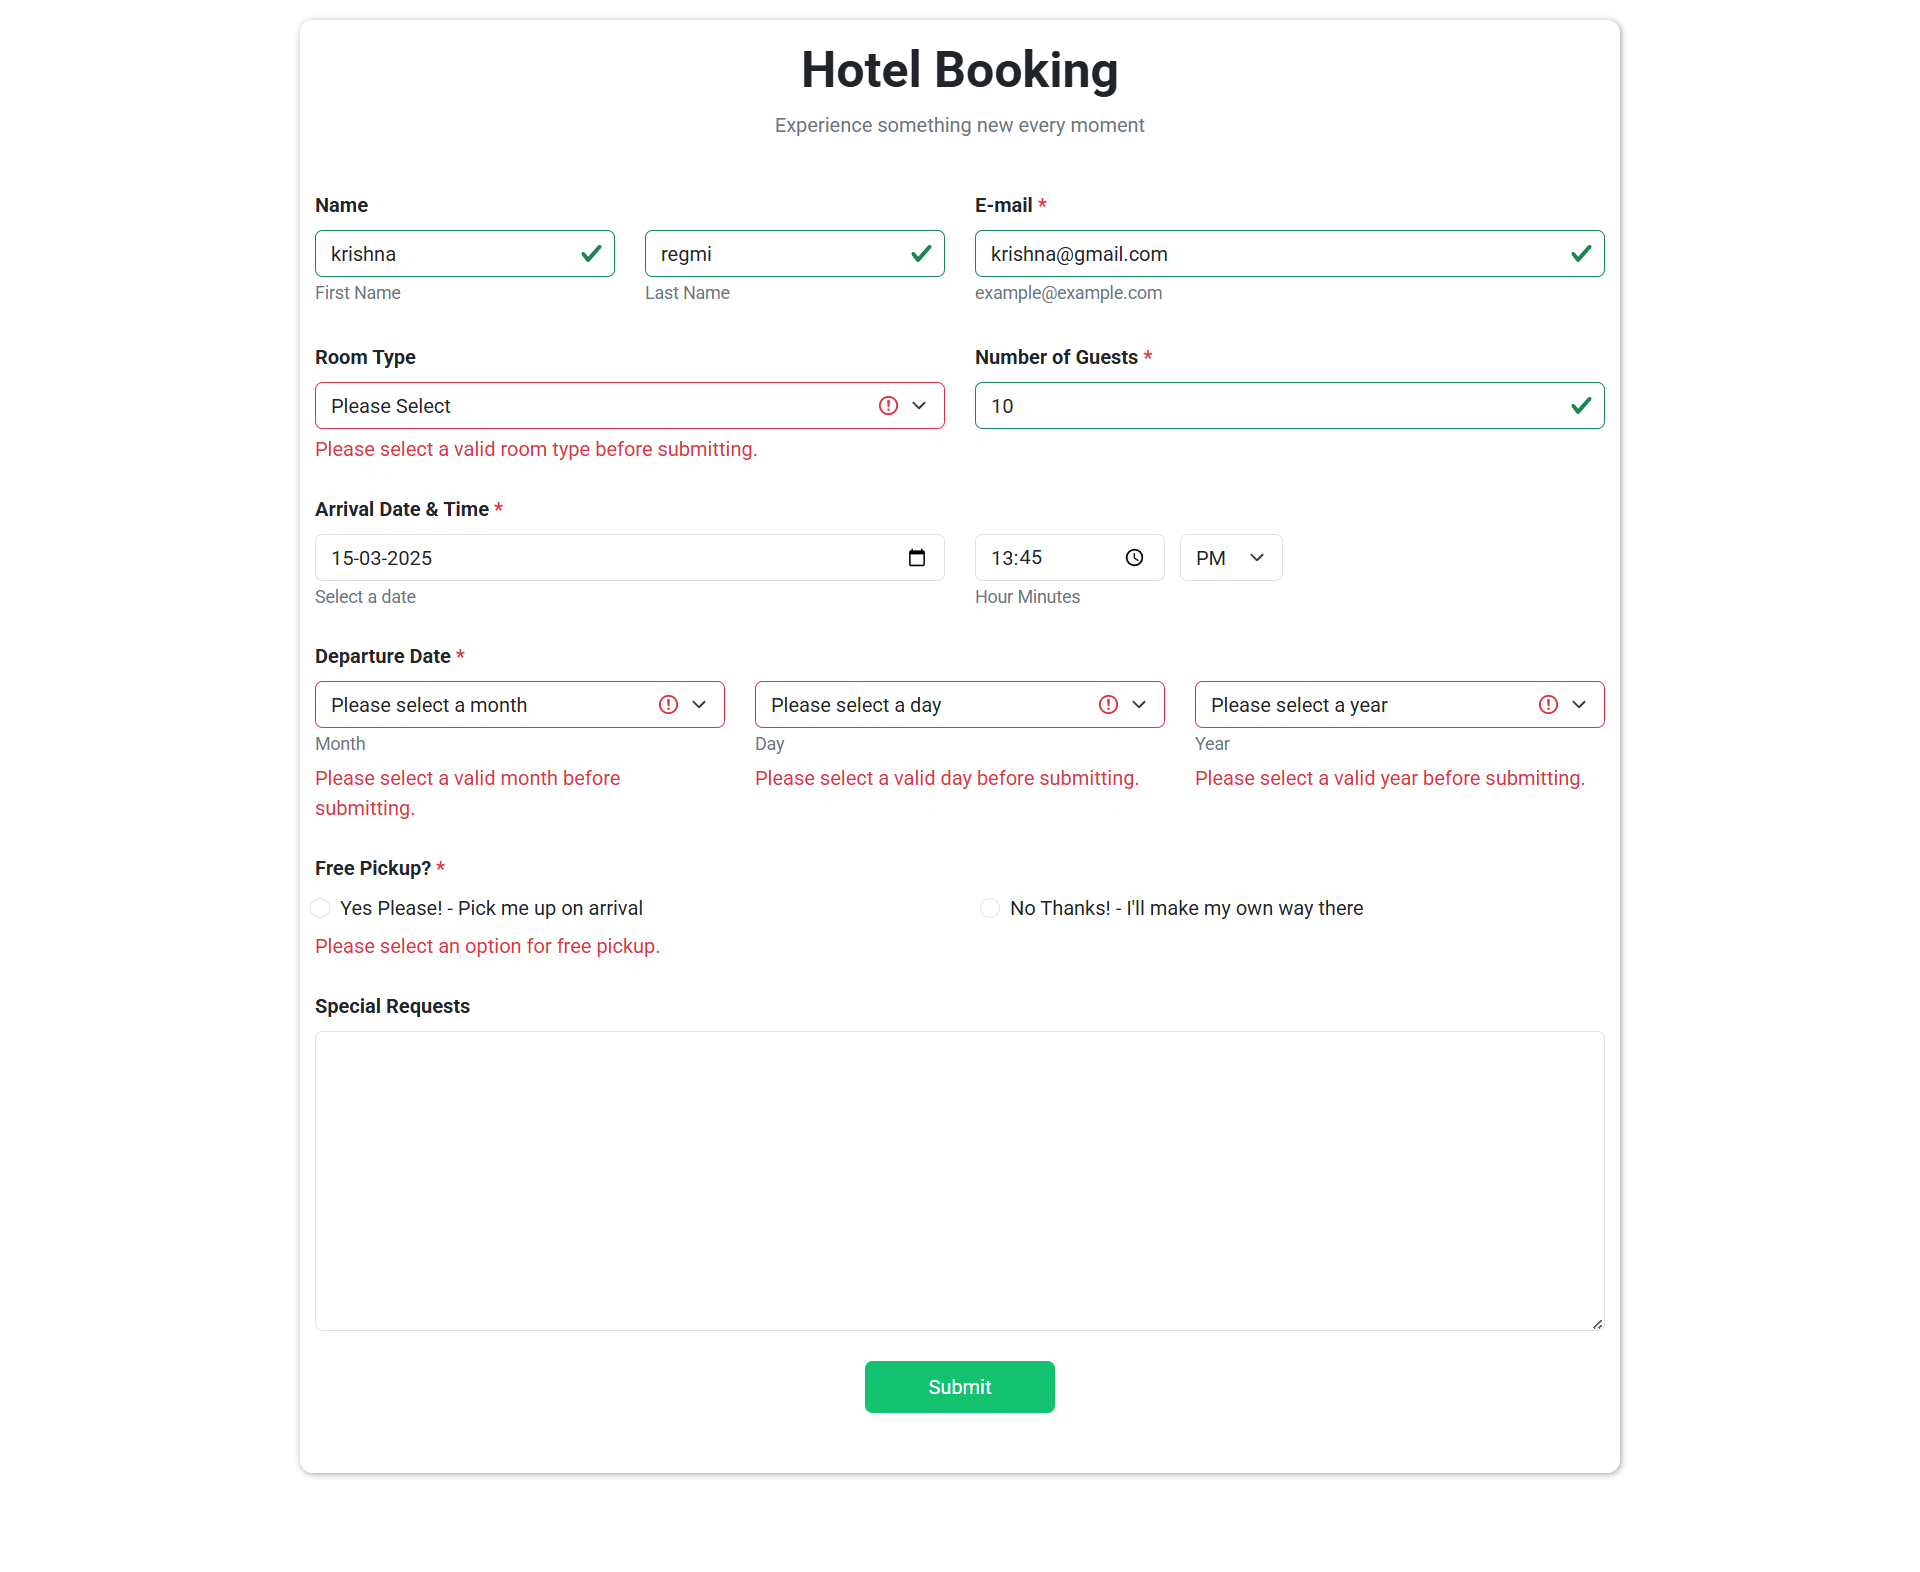 Hotel Booking
Experience something new every moment
Name
E-mail *
krishna
regmi
krishna@gmail.com
First Name
Last Name
example@example.com
Room Type
Number of Guests *
Please Select
10
Please select a valid room type before submitting.
Arrival Date & Time *
15-03-2025
13:45
PM
Select a date
Hour Minutes
Departure Date *
Please select a month
Please select a day
Please select a year
Month
Day
Year
Please select a valid month before
submitting.
Please select a valid day before submitting.
Please select a valid year before submitting.
Free Pickup? *
Yes Please! - Pick me up on arrival
No Thanks! - I'll make my own way there
Please select an option for free pickup.
Special Requests
Submit